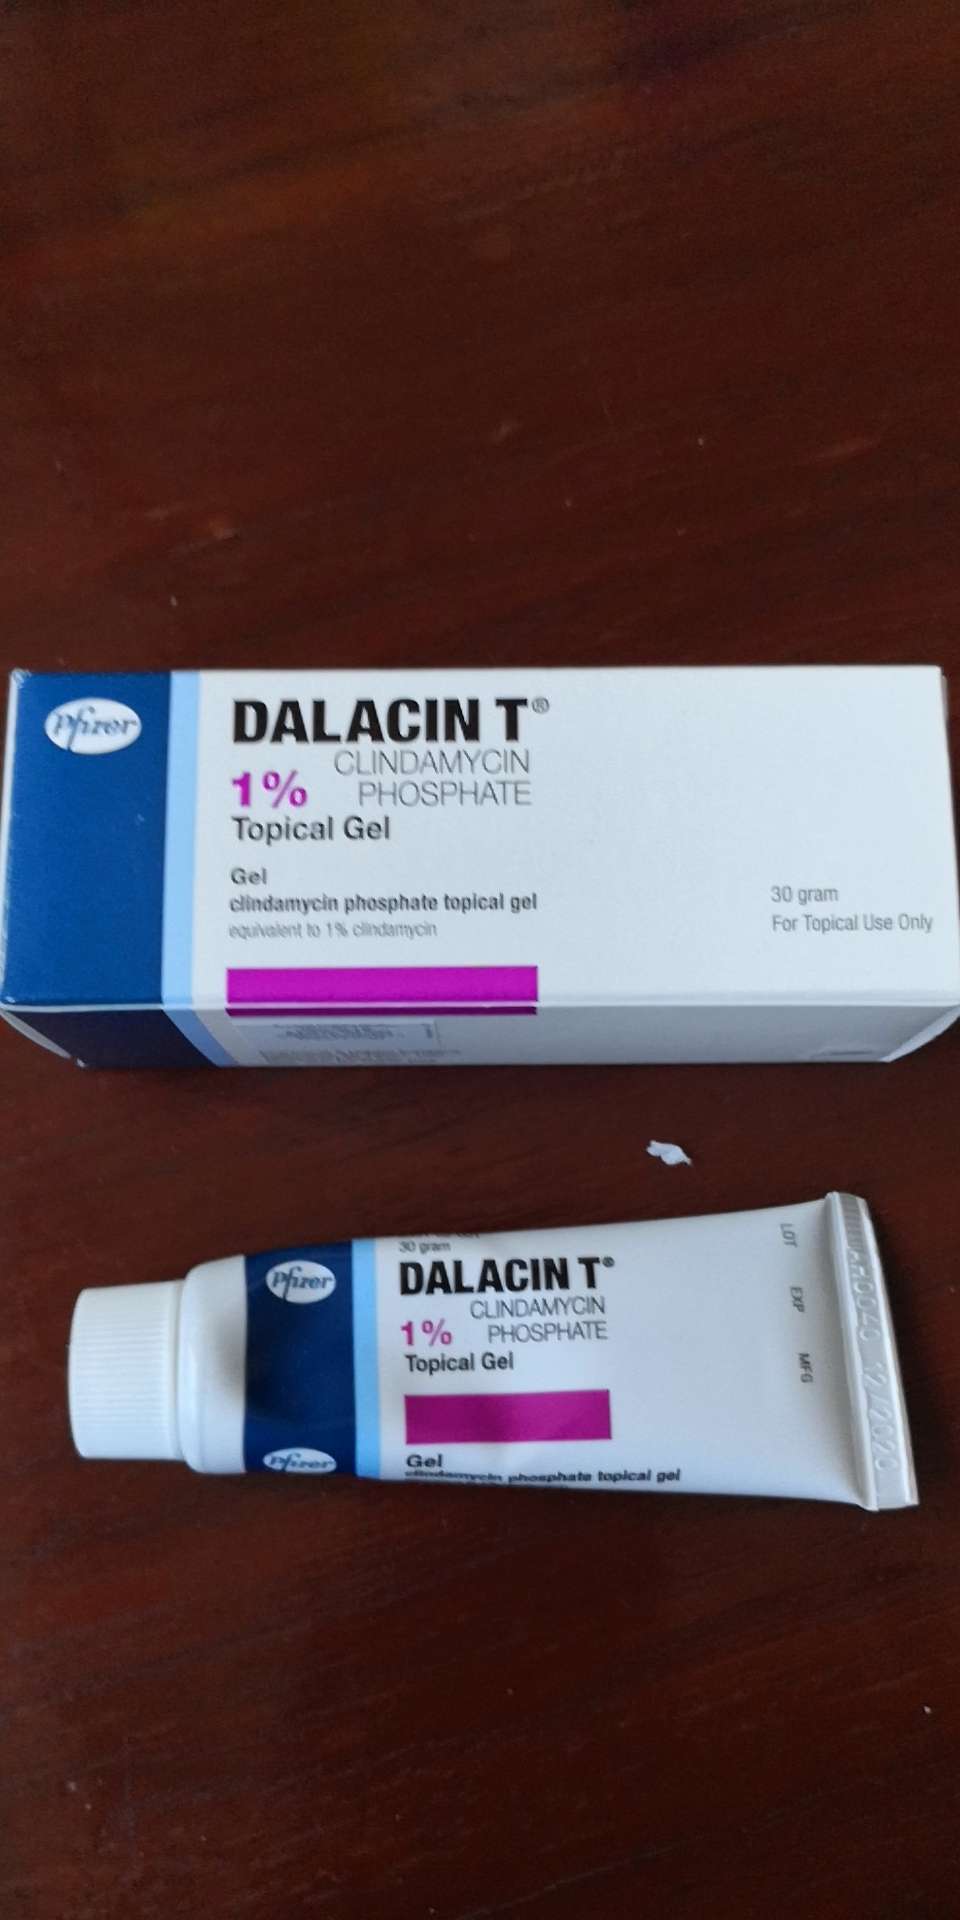 Pfizer
DALACIN T®
CLINDAMYCIN
1% PHOSPHATE
Topical Gel
Gel
clindamycin phosphate topical gel
equivalent to 1% clindamycin
30 gram
For Topical Use Only
30 gram
Pfizer
DALACIN T®
CLINDAMYCIN
1% PHOSPHATE
Topical Gel
LOT
EXP
MFG
12/2020
Pfizer
Gel
clindamycin phosphate topical gel